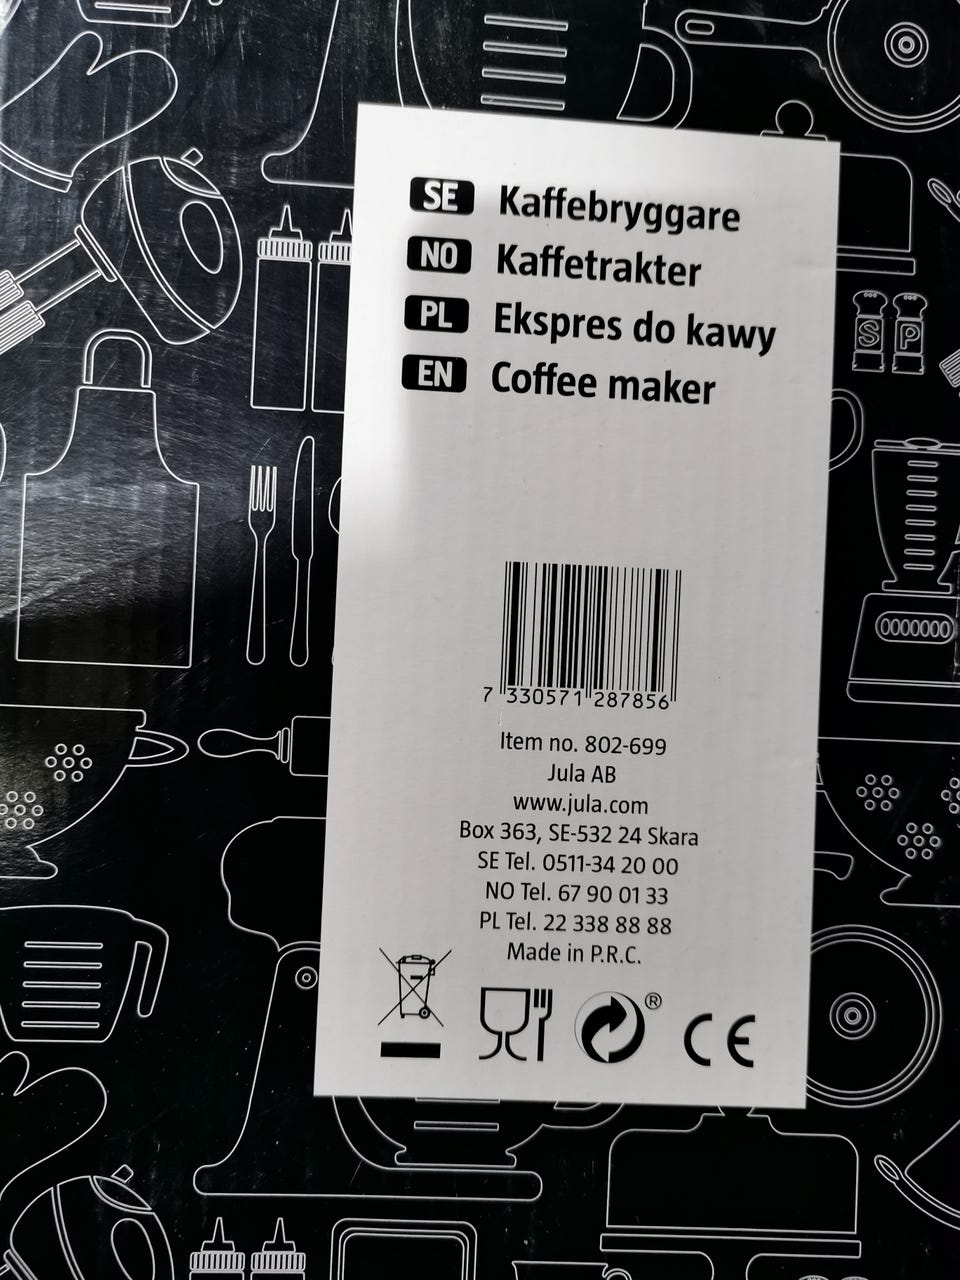 SE Kaffebryggare
NO Kaffetrakter
PL Ekspres do kawy
EN Coffee maker
S P
0000000
7 330571 287856
Item no. 802-699
Jula AB
www.jula.com
Box 363, SE-532 24 Skara
SE Tel. 0511-34 20 00
NO Tel. 67 90 01 33
PL Tel. 22 338 88 88
Made in P.R.C.
®
CE